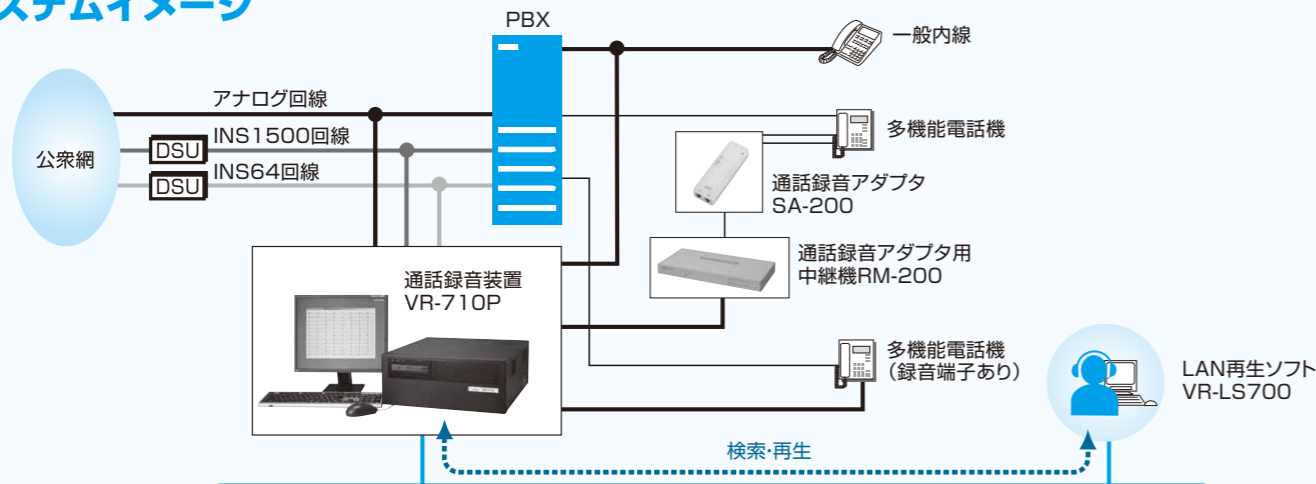 ステムイメージ
PBX
一般内線
アナログ回線
INS1500回線
多機能電話機
公衆網
DSU
INS64回線
DSU
通話録音アダプタ
SA-200
通話録音装置
VR-710P
通話録音アダプタ用
中継機RM-200
多機能電話機
（録音端子あり）
LAN再生ソフト
VR-LS700
検索・再生